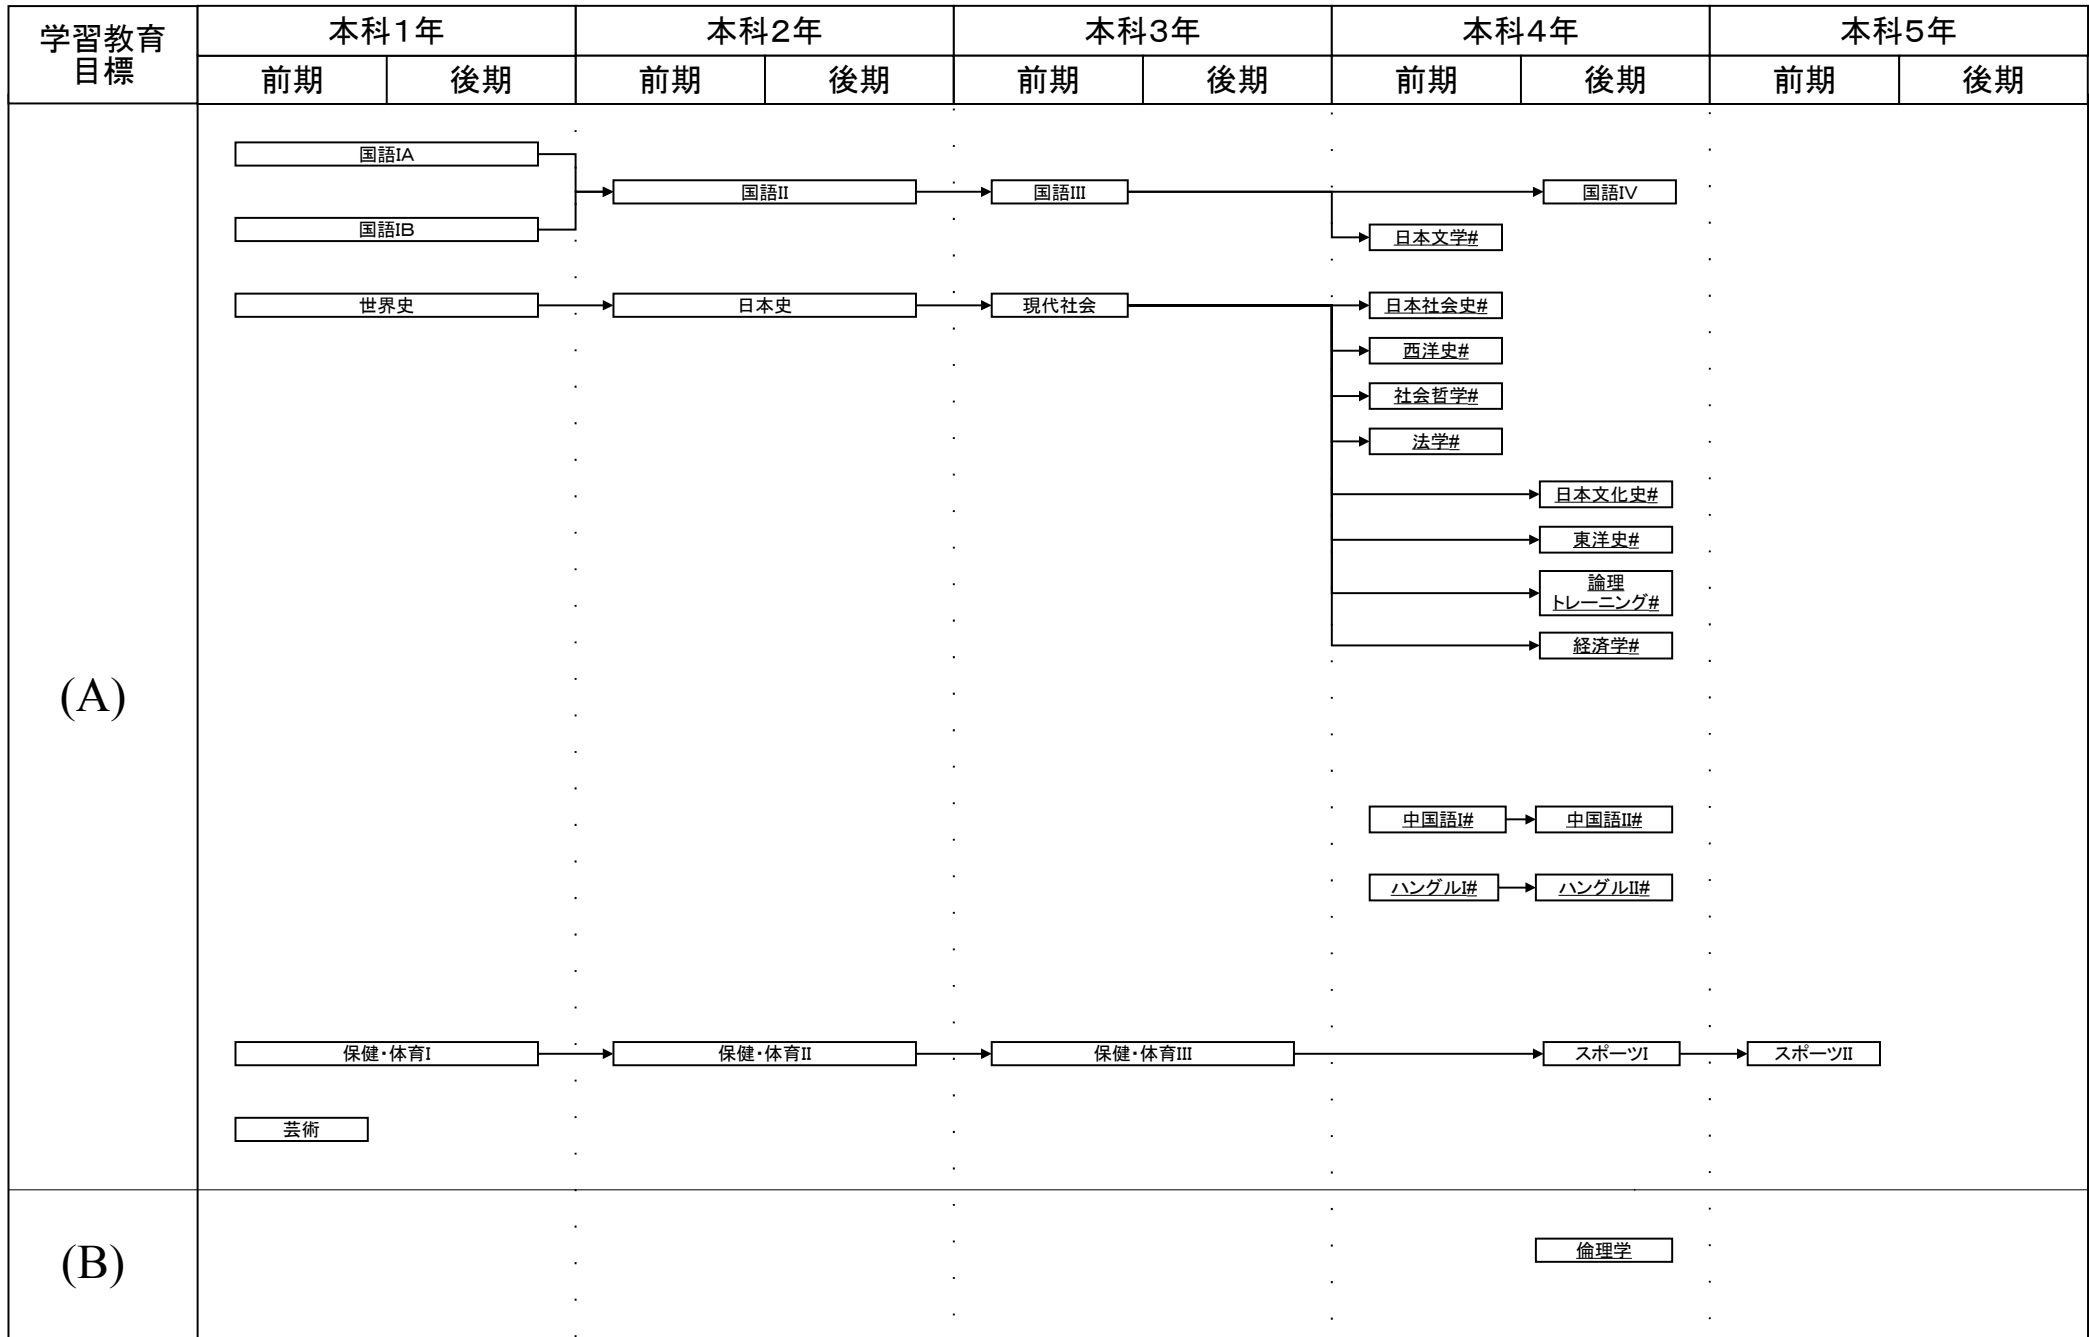 学習教育
目標
本科1年
本科2年
本科3年
本科4年
本科5年
前期
後期
前期
後期
前期
後期
前期
後期
前期
後期
(A)
国語IA
国語IB
国語II
国語III
国語IV
日本文学#
世界史
日本史
現代社会
日本社会史#
西洋史#
社会哲学#
法学#
日本文化史#
東洋史#
論理
トレーニング#
経済学#
中国語I#
中国語II#
ハングルI#
ハングルII#
保健・体育I
保健・体育II
保健・体育III
スポーツI
スポーツII
芸術
(B)
倫理学